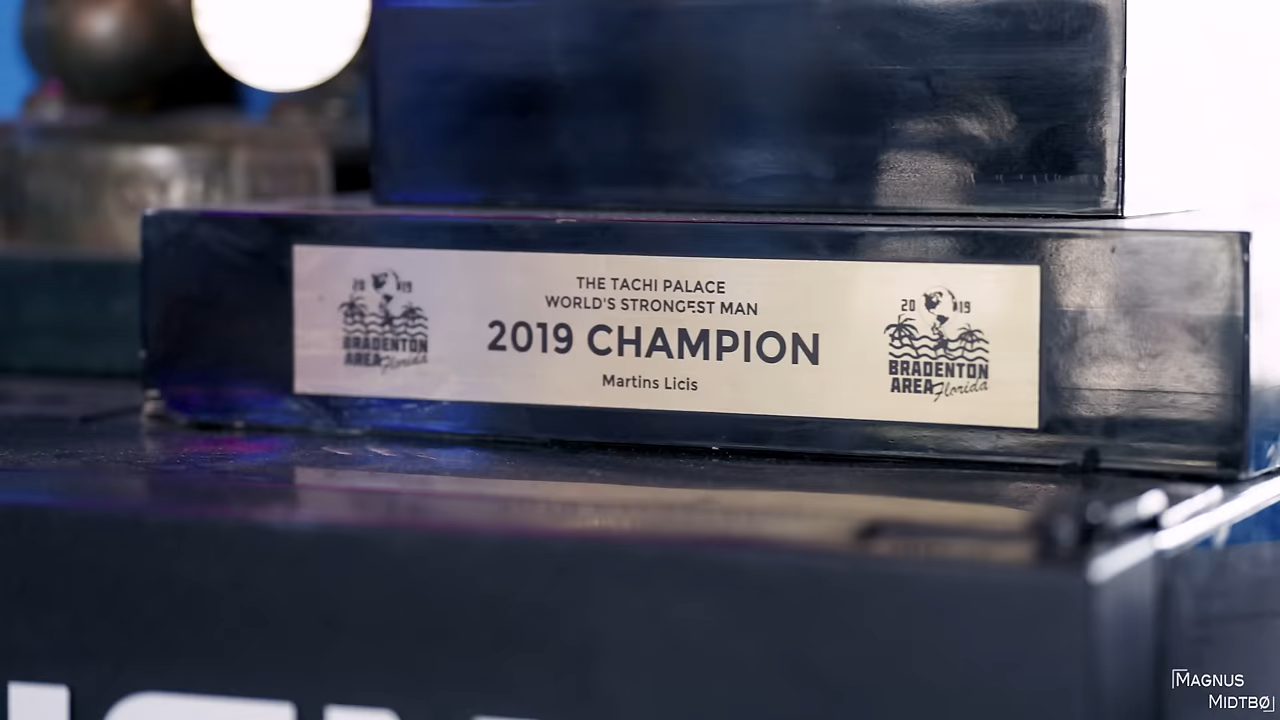 THE TACHI PALACE
WORLD'S STRONGEST MAN
2019 CHAMPION
Martins Licis
2019
BRADENTON
AREA Florida
2019
BRADENTON
AREA Florida
MAGNUS
MIDTBØ